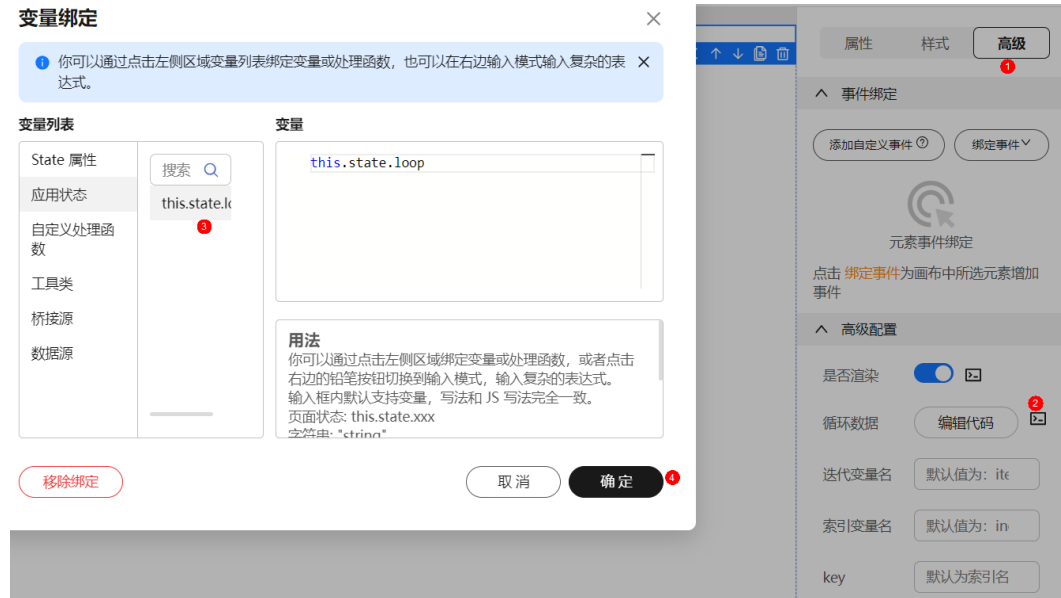 变量绑定
你可以通过点击左侧区域变量列表绑定变量或处理函数，也可以在右边输入模式输入复杂的表
达式。
变量列表
State 属性
应用状态
自定义处理函
数
工具类
桥接源
数据源
搜索
this.state.lo
3
变量
this.state.loop
用法
你可以通过点击左侧区域绑定变量或处理函数，或者点击
右边的铅笔按钮切换到输入模式，输入复杂的表达式。
输入框内默认支持变量，写法和 JS 写法完全一致。
页面状态: this.state.xxx
字符串: "string"
移除绑定
取消
确定
4
属性
样式
高级
1
事件绑定
添加自定义事件
绑定事件
元素事件绑定
点击 绑定事件为画布中所选元素增加
事件
高级配置
是否渲染
循环数据
编辑代码
2
迭代变量名
默认值为：ite
索引变量名
默认值为：in
key
默认为索引名